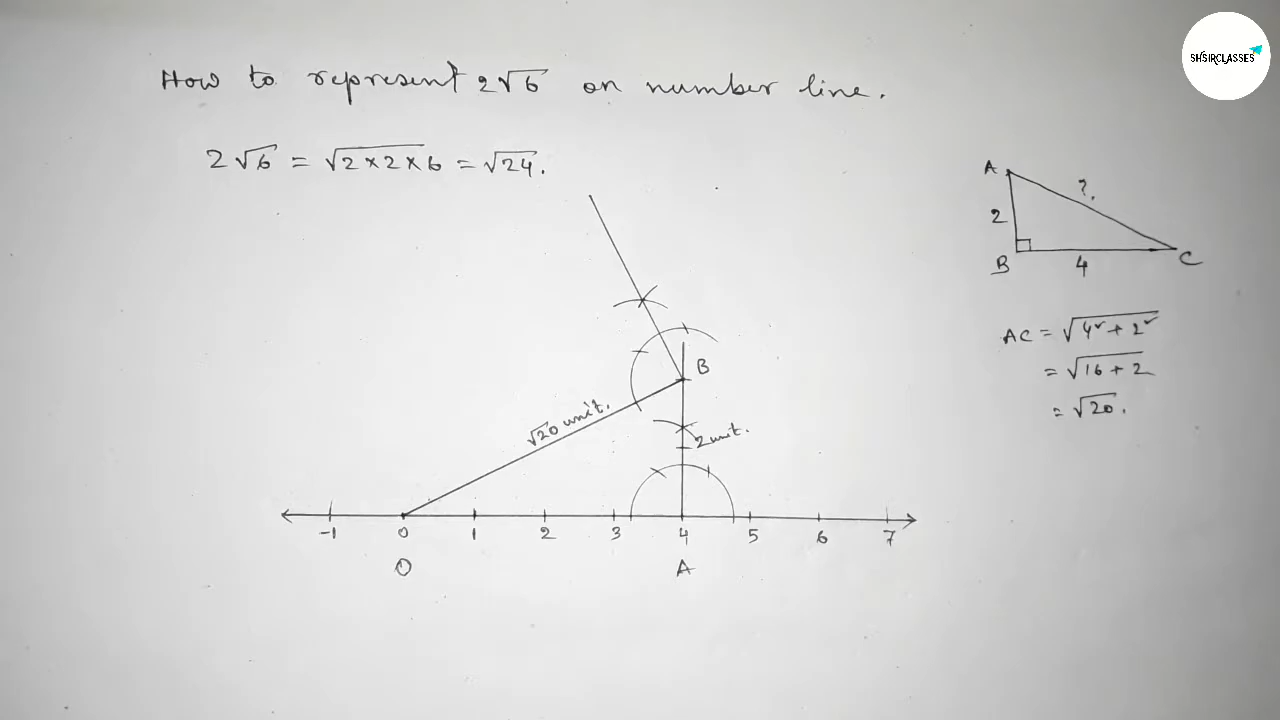 SHSIRCLASSES
How to represent 2√6 on number line.
2√6 = √2×2×6 = √24.
A
?.
2
B
4
C
AC = √4² + 2²
= √16 + 2
= √20.
B
√20 unit.
2 unit.
-1 0 1 2 3 4 5 6 7
O A